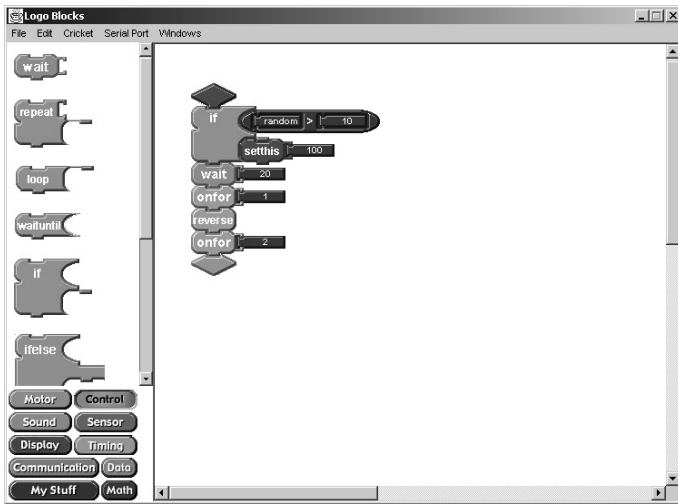 Logo Blocks
File Edit Cricket Serial Port Windows
wait
repeat
loop
waituntil
if
ifelse
Motor Control
Sound Sensor
Display Timing
Communication Data
My Stuff Math
if random > 10
setthis 100
wait 20
onfor 1
reverse
onfor 2